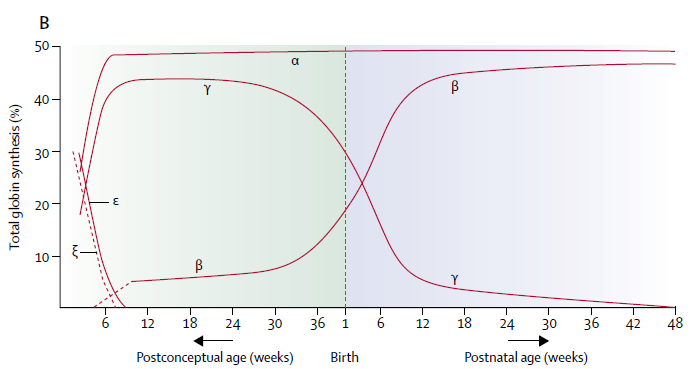 B
50
40
30
20
10
Total globin synthesis (%)
α
γ
β
ε
ξ
β
γ
6 12 18 24 30 36 1 6 12 18 24 30 36 42 48
Postconceptual age (weeks) Birth Postnatal age (weeks)